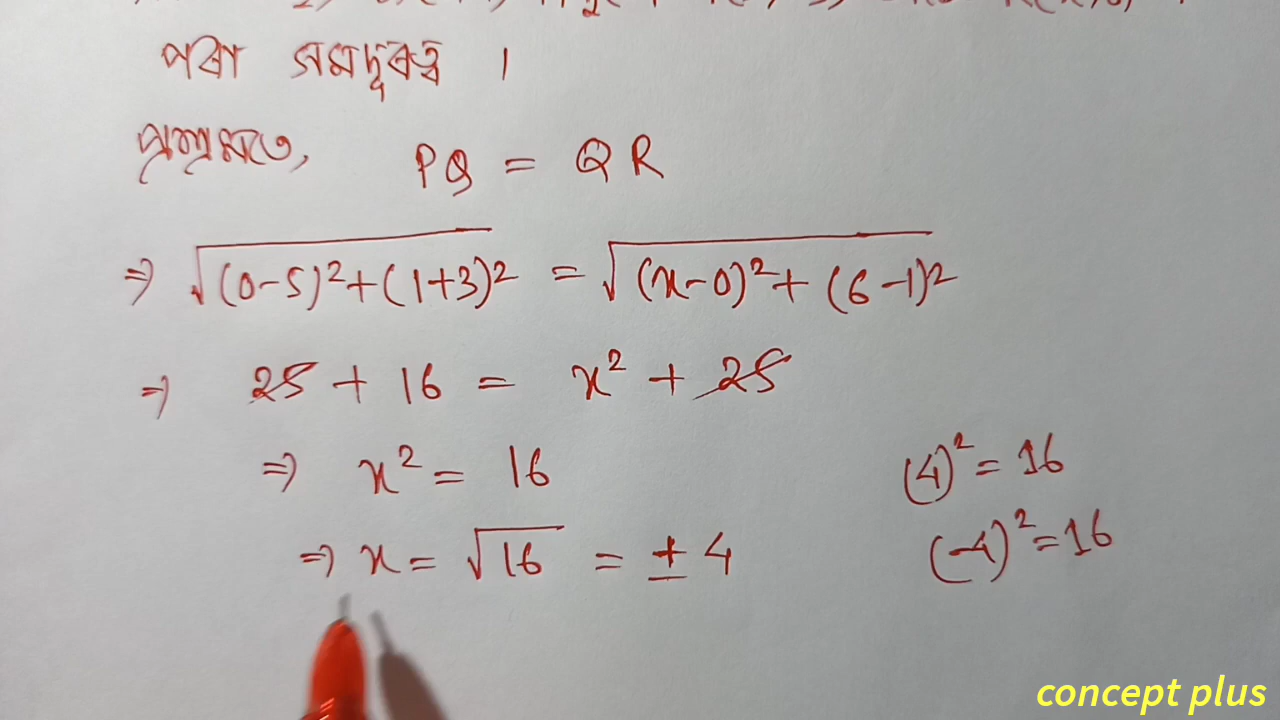 পৰা সমদূৰত্ব ।
প্ৰশ্নমতে, PQ = QR
⇒ √(0-5)²+(1+3)² = √(x-0)²+(6-1)²
⇒ 25 + 16 = x² + 25
⇒ x² = 16
(4)² = 16
⇒ x = √16 = ± 4
(-4)² = 16
concept plus